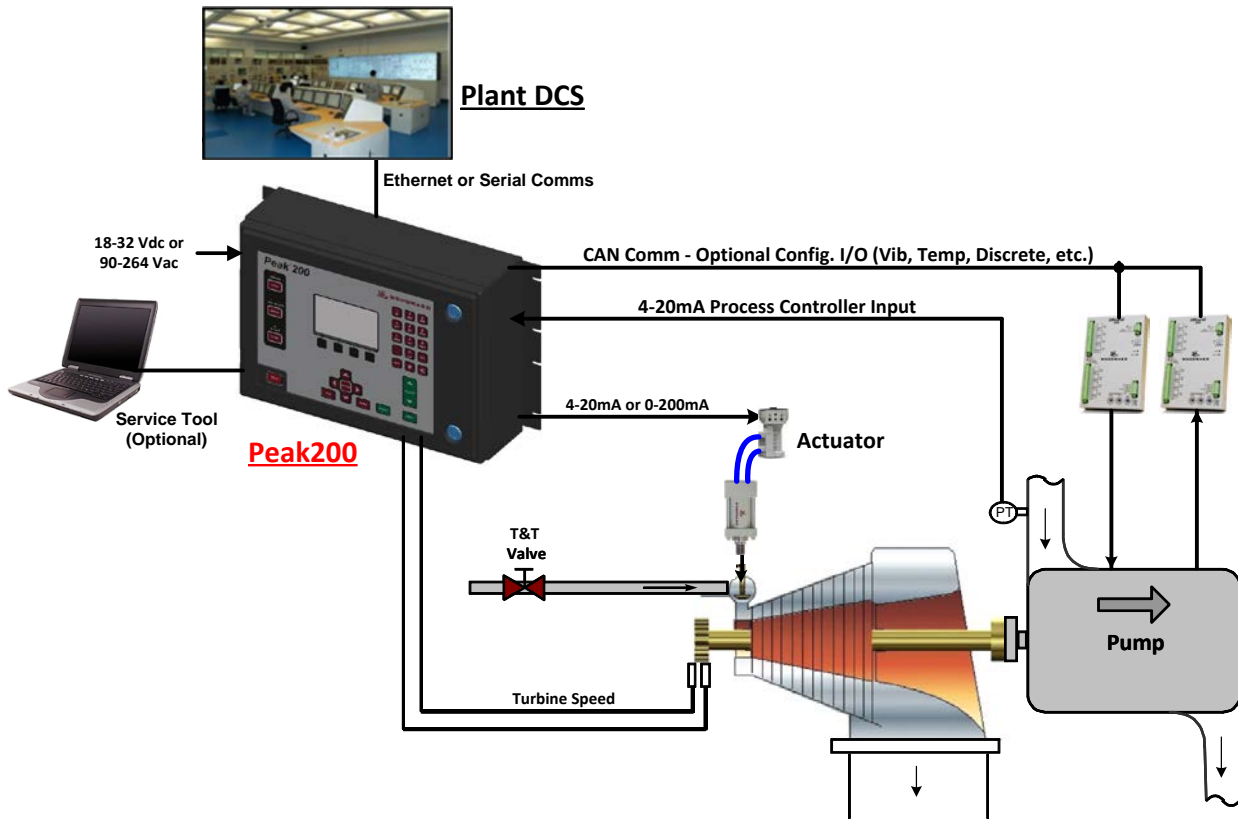 Plant DCS
Ethernet or Serial Comms
18-32 Vdc or
90-264 Vac
Peak 200
WOODWARD
CAN Comm - Optional Config. I/O (Vib, Temp, Discrete, etc.)
4-20mA Process Controller Input
4-20mA or 0-200mA
Service Tool
(Optional)
Peak200
Actuator
PT
T&T
Valve
Pump
Turbine Speed